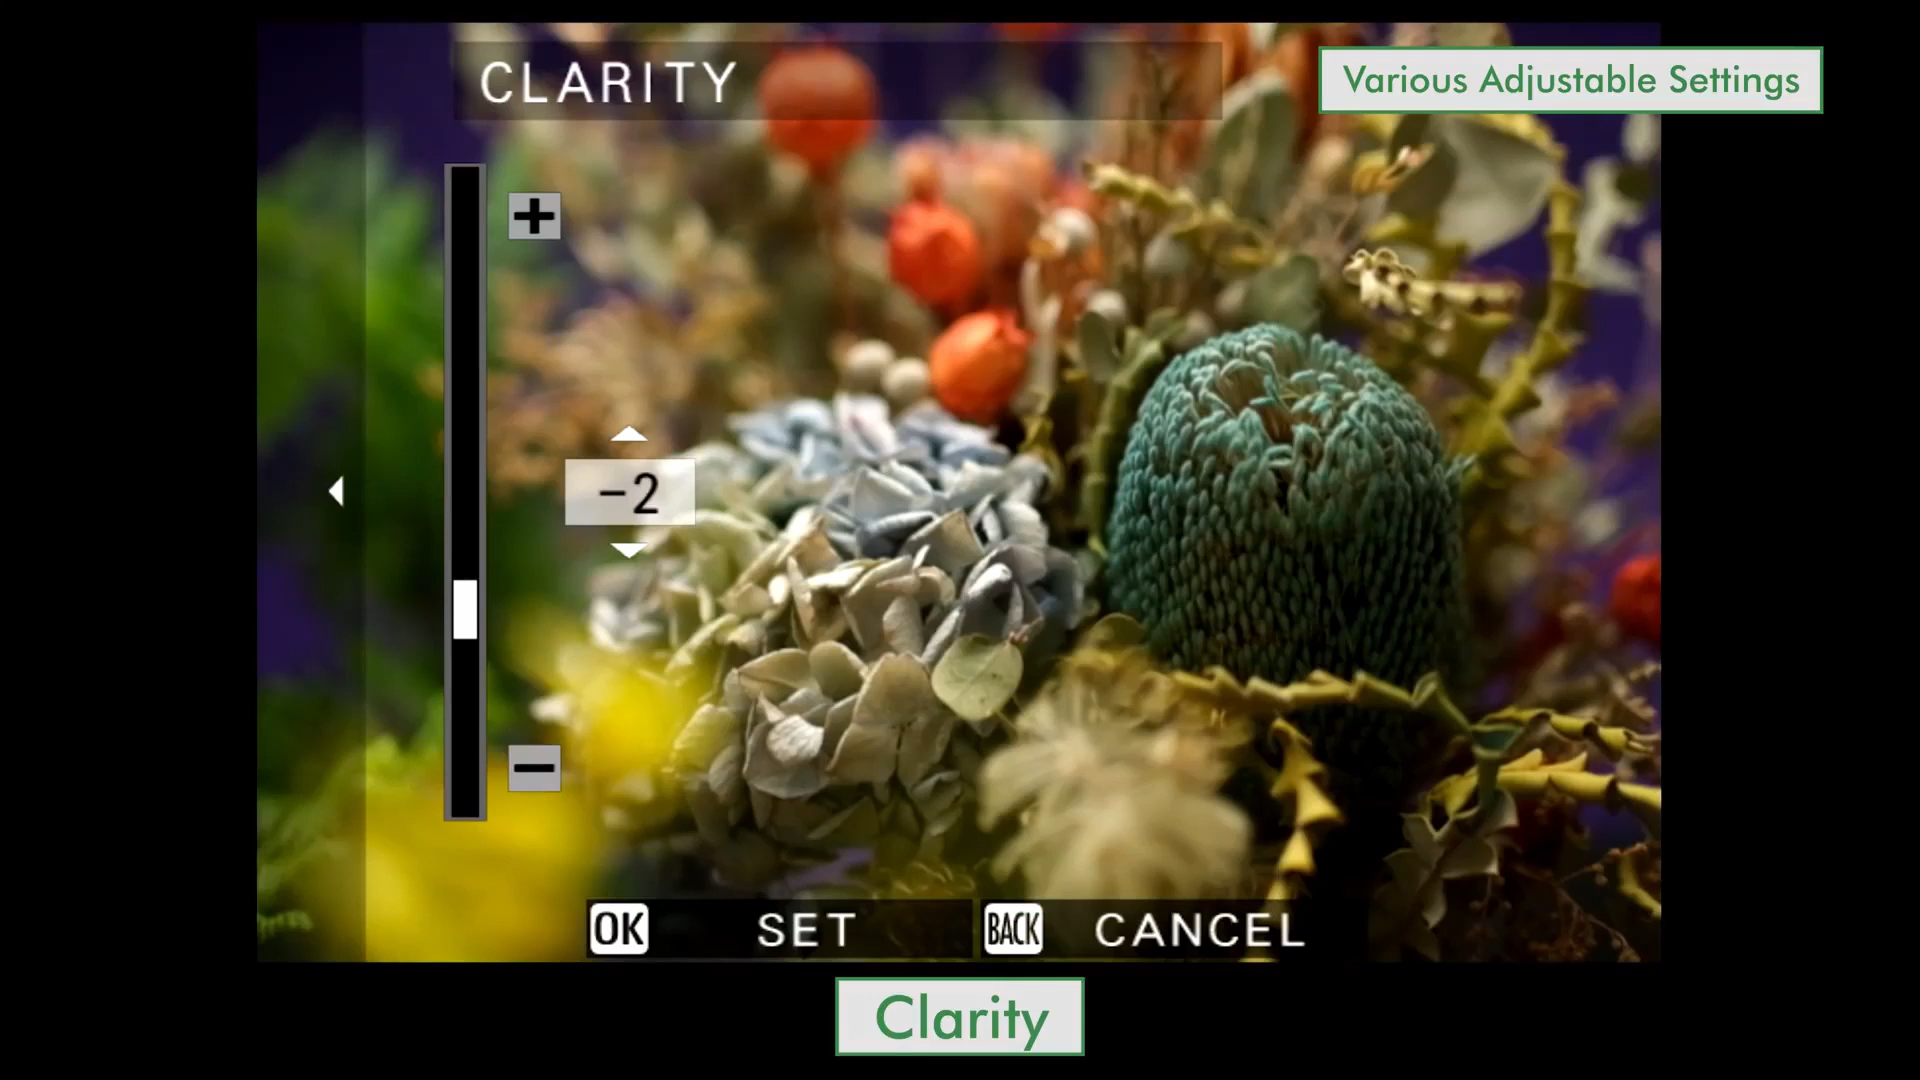 CLARITY
Various Adjustable Settings
+
−2
−
OK SET BACK CANCEL
Clarity